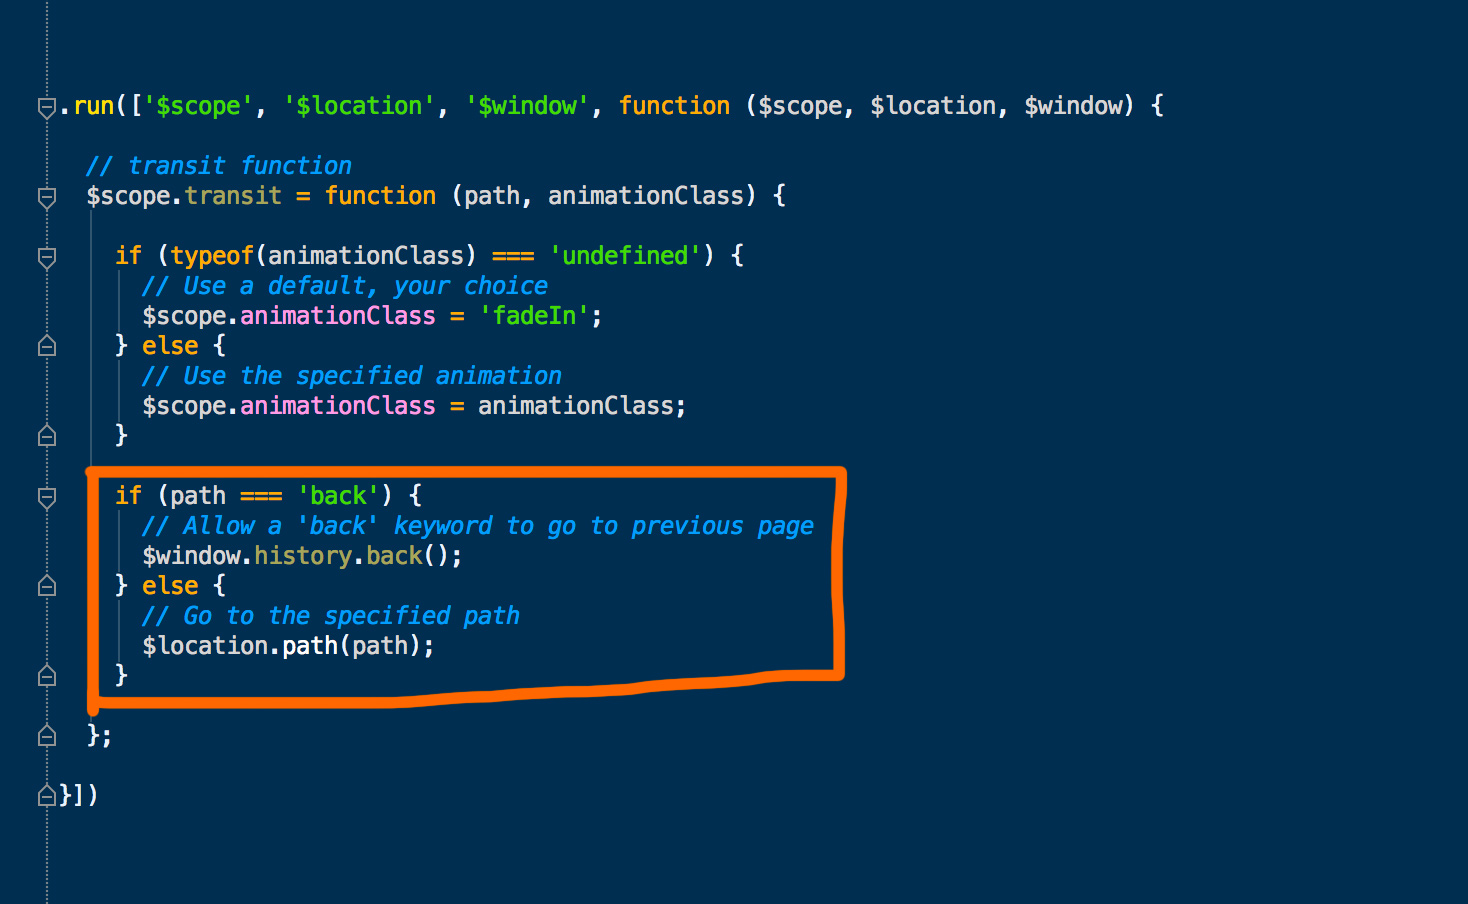 .run(['$scope', '$location', '$window', function ($scope, $location, $window) {
// transit function
$scope.transit = function (path, animationClass) {
if (typeof(animationClass) === 'undefined') {
// Use a default, your choice
$scope.animationClass = 'fadeIn';
} else {
// Use the specified animation
$scope.animationClass = animationClass;
}
if (path === 'back') {
// Allow a 'back' keyword to go to previous page
$window.history.back();
} else {
// Go to the specified path
$location.path(path);
}
};
}])